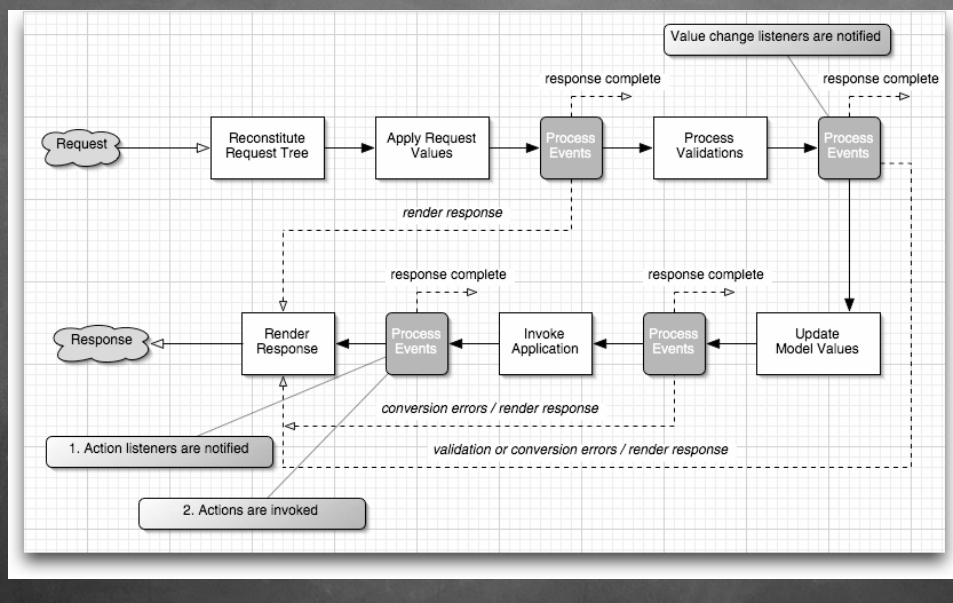 Value change listeners are notified
response complete
response complete
Request
Reconstitute
Request Tree
Apply Request
Values
Process
Events
Process
Validations
Process
Events
render response
response complete
response complete
Response
Render
Response
Process
Events
Invoke
Application
Process
Events
Update
Model Values
conversion errors / render response
1. Action listeners are notified
validation or conversion errors / render response
2. Actions are invoked